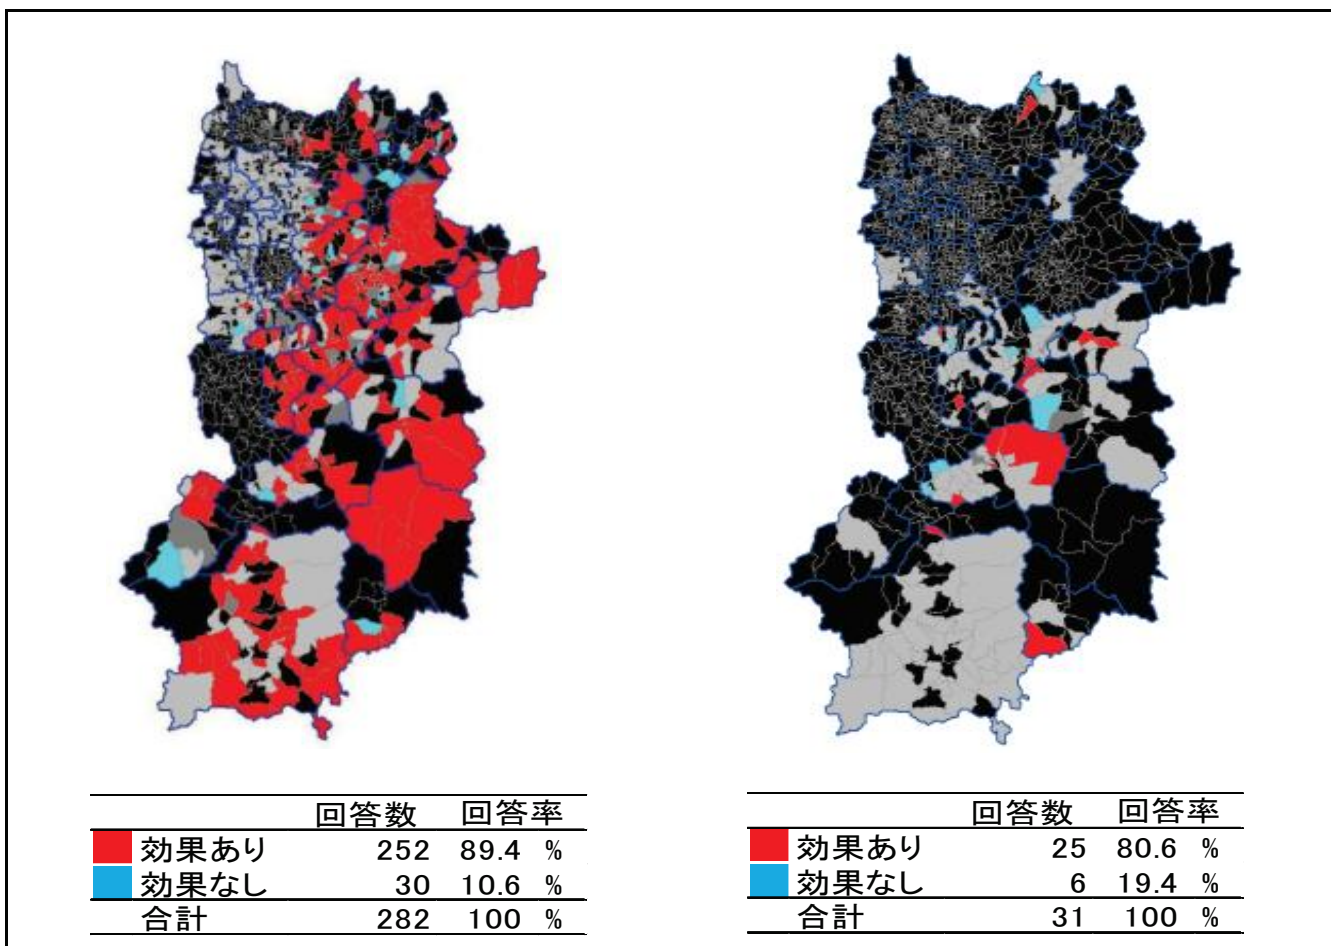 回答数 回答率
効果あり 252 89.4 %
効果なし 30 10.6 %
合計 282 100 %
回答数 回答率
効果あり 25 80.6 %
効果なし 6 19.4 %
合計 31 100 %